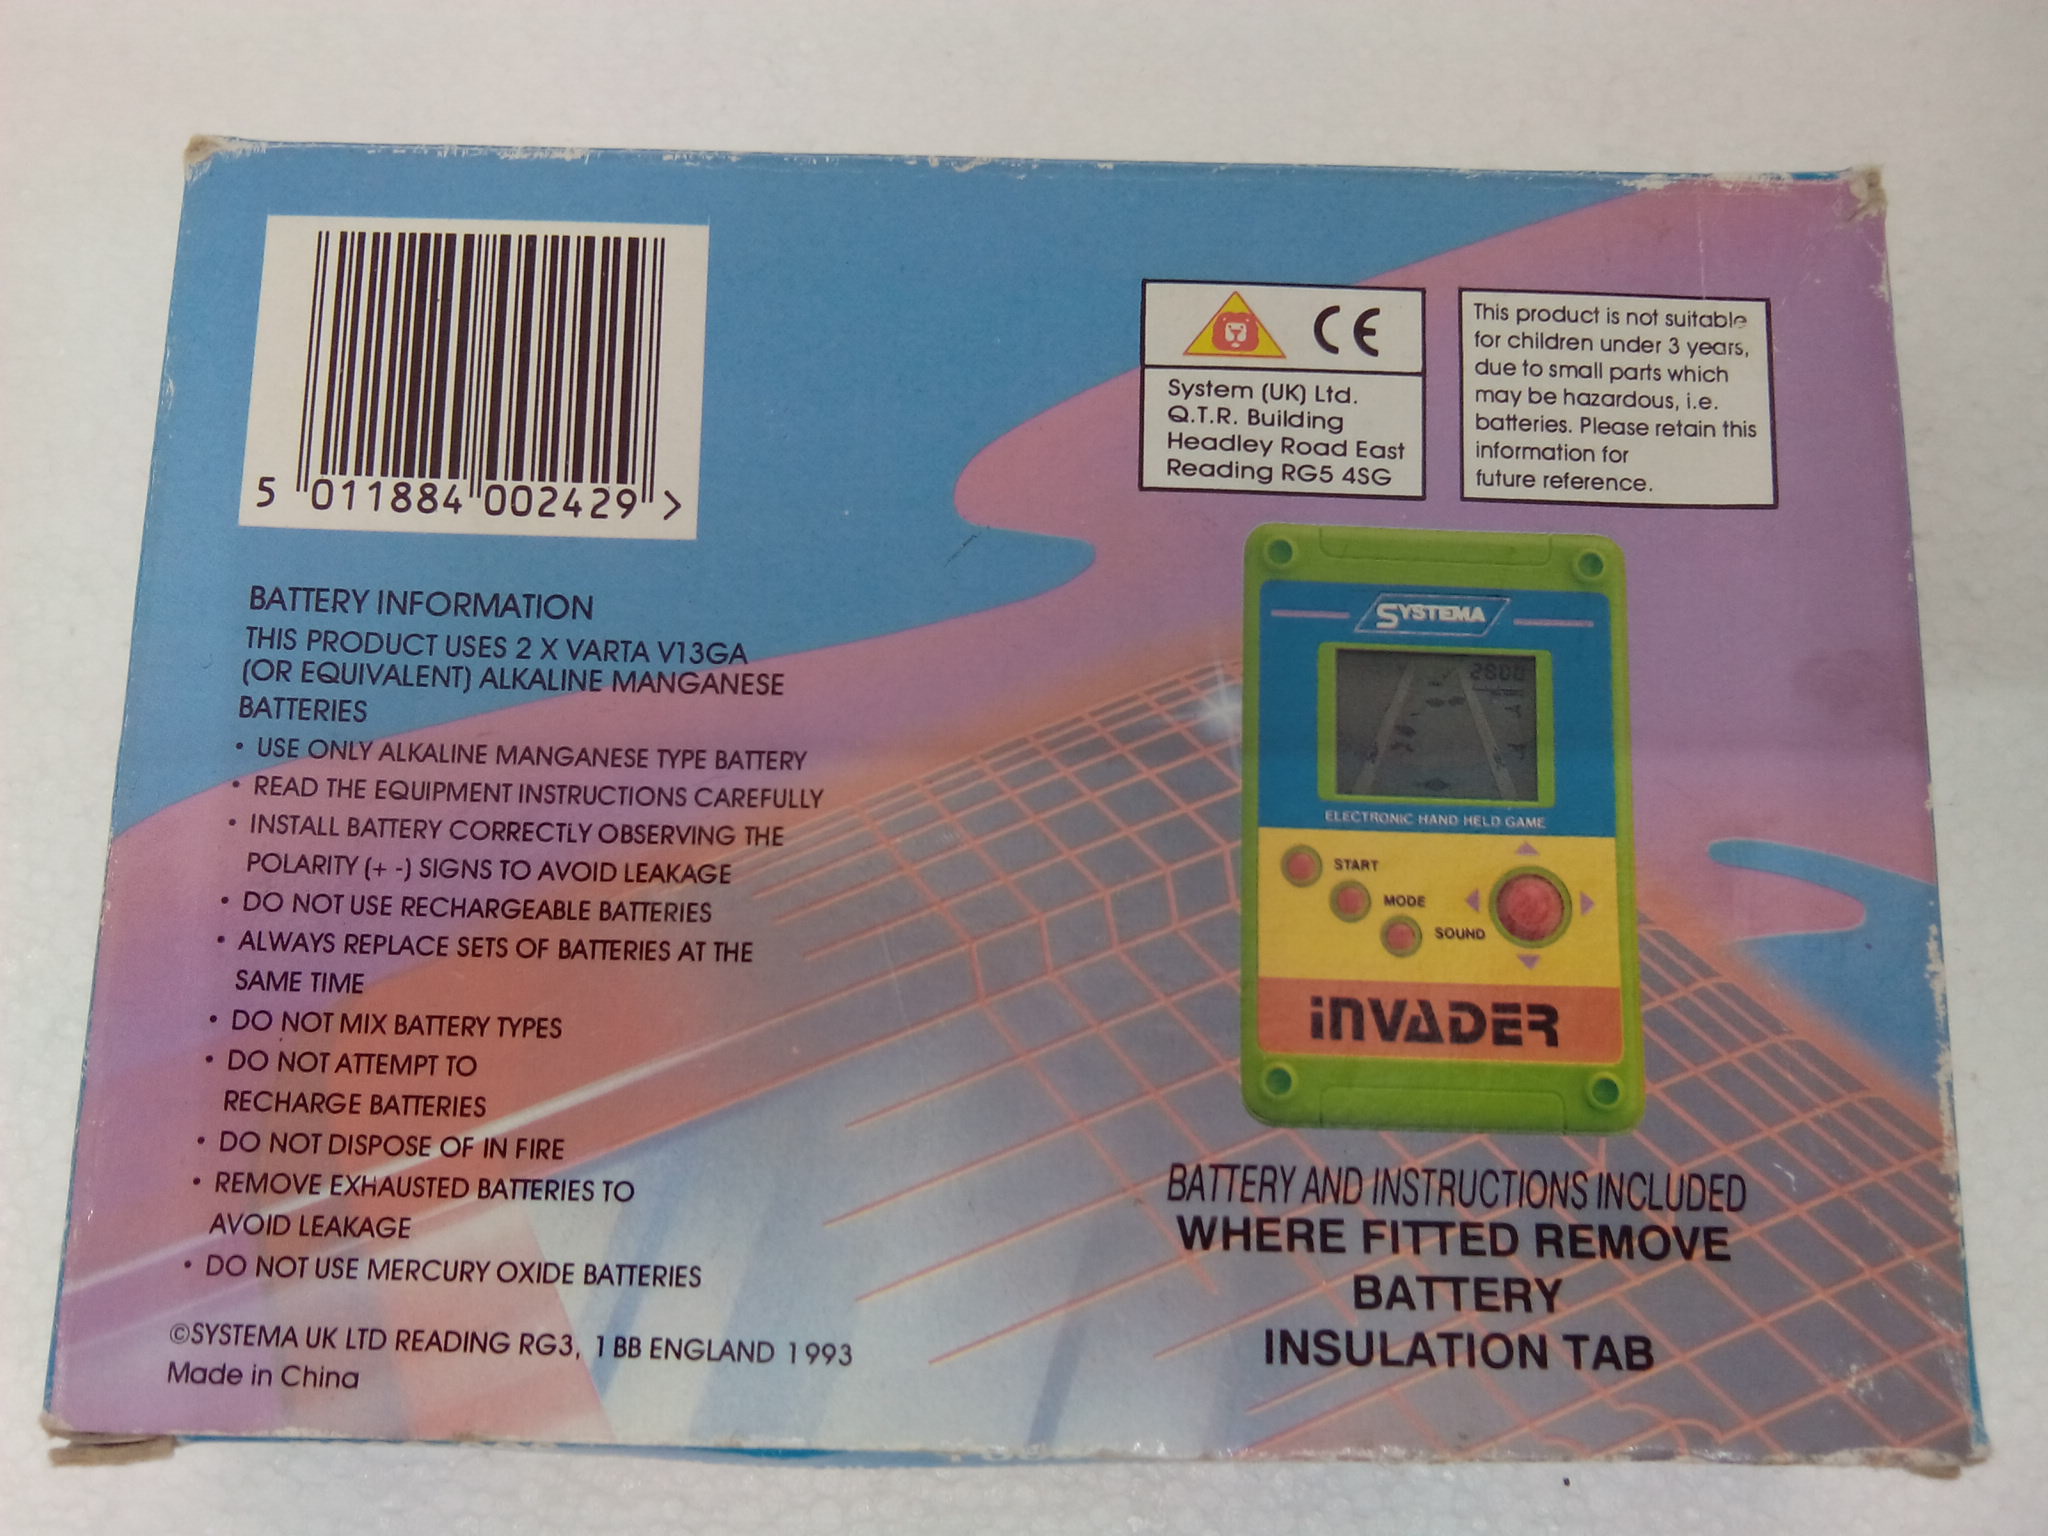 5 011884 002429 >
BATTERY INFORMATION
THIS PRODUCT USES 2 X VARTA V13GA
(OR EQUIVALENT) ALKALINE MANGANESE
BATTERIES
• USE ONLY ALKALINE MANGANESE TYPE BATTERY
• READ THE EQUIPMENT INSTRUCTIONS CAREFULLY
• INSTALL BATTERY CORRECTLY OBSERVING THE
POLARITY (+ -) SIGNS TO AVOID LEAKAGE
• DO NOT USE RECHARGEABLE BATTERIES
• ALWAYS REPLACE SETS OF BATTERIES AT THE
SAME TIME
• DO NOT MIX BATTERY TYPES
• DO NOT ATTEMPT TO
RECHARGE BATTERIES
• DO NOT DISPOSE OF IN FIRE
• REMOVE EXHAUSTED BATTERIES TO
AVOID LEAKAGE
• DO NOT USE MERCURY OXIDE BATTERIES
©SYSTEMA UK LTD READING RG3, 1 BB ENGLAND 1993
Made in China
CE
System (UK) Ltd.
Q.T.R. Building
Headley Road East
Reading RG5 4SG
This product is not suitable
for children under 3 years,
due to small parts which
may be hazardous, i.e.
batteries. Please retain this
information for
future reference.
SYSTEMA
2800
ELECTRONIC HAND HELD GAME
START
MODE
SOUND
INVADER
BATTERY AND INSTRUCTIONS INCLUDED
WHERE FITTED REMOVE
BATTERY
INSULATION TAB